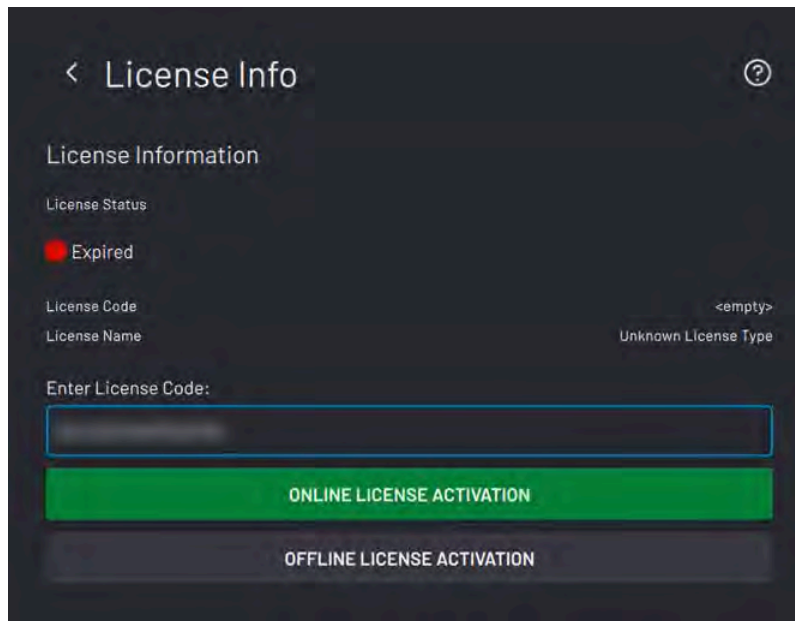 License Info
License Information
License Status
Expired
License Code <empty>
License Name Unknown License Type
Enter License Code:
ONLINE LICENSE ACTIVATION
OFFLINE LICENSE ACTIVATION